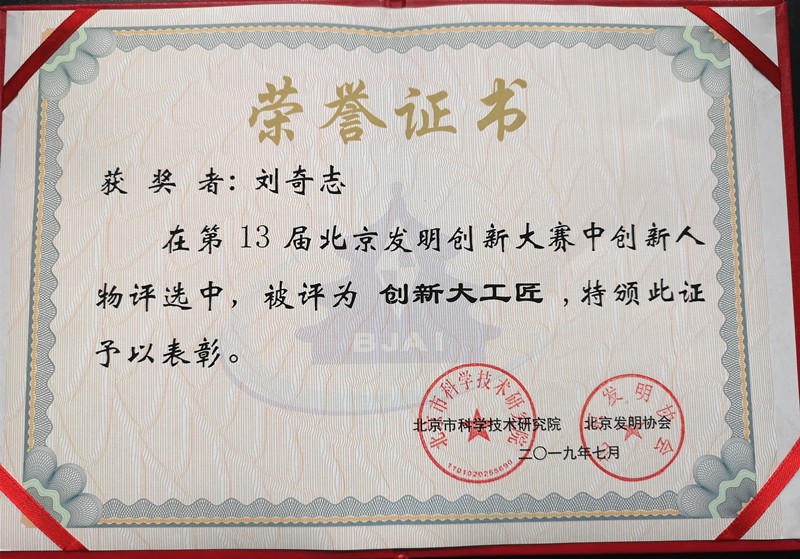 荣誉证书
获 奖 者：刘奇志
在第 13 届北京发明创新大赛中创新人
物评选中，被评为 创新大工匠 ，特颁此证
予以表彰。
BJAI
北京市科学技术研究院 北京发明协会
二〇一九年七月
北京市科学技术研究院
北京发明协会